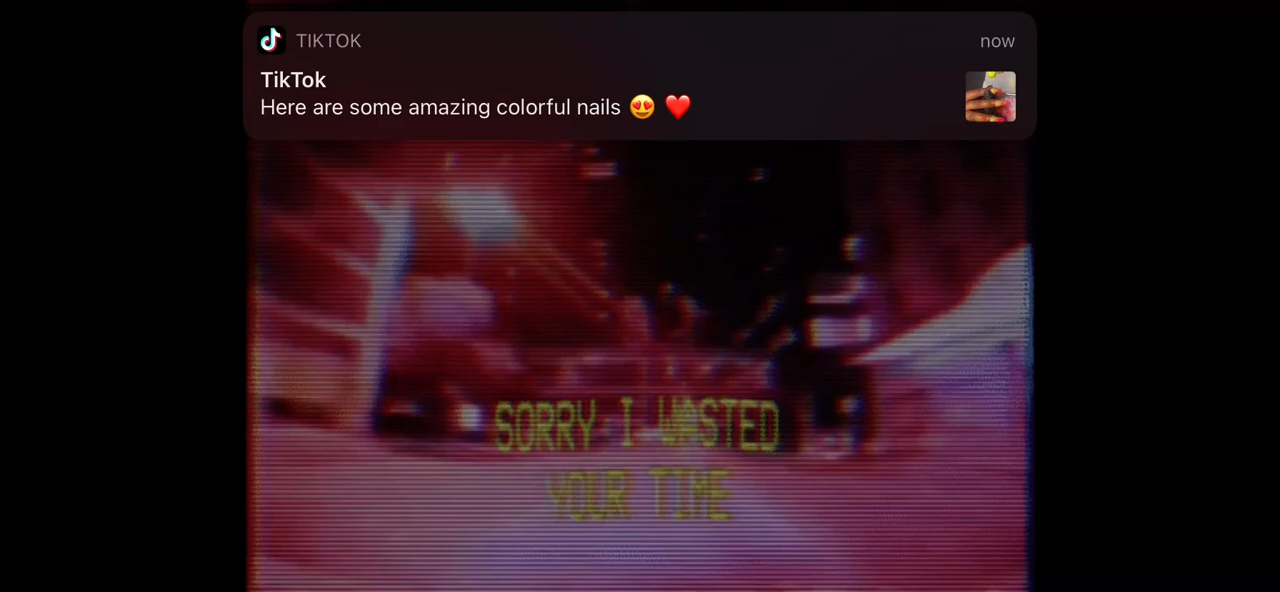 TIKTOK
now
TikTok
Here are some amazing colorful nails 😍 ❤️
SORRY I WASTED
YOUR TIME